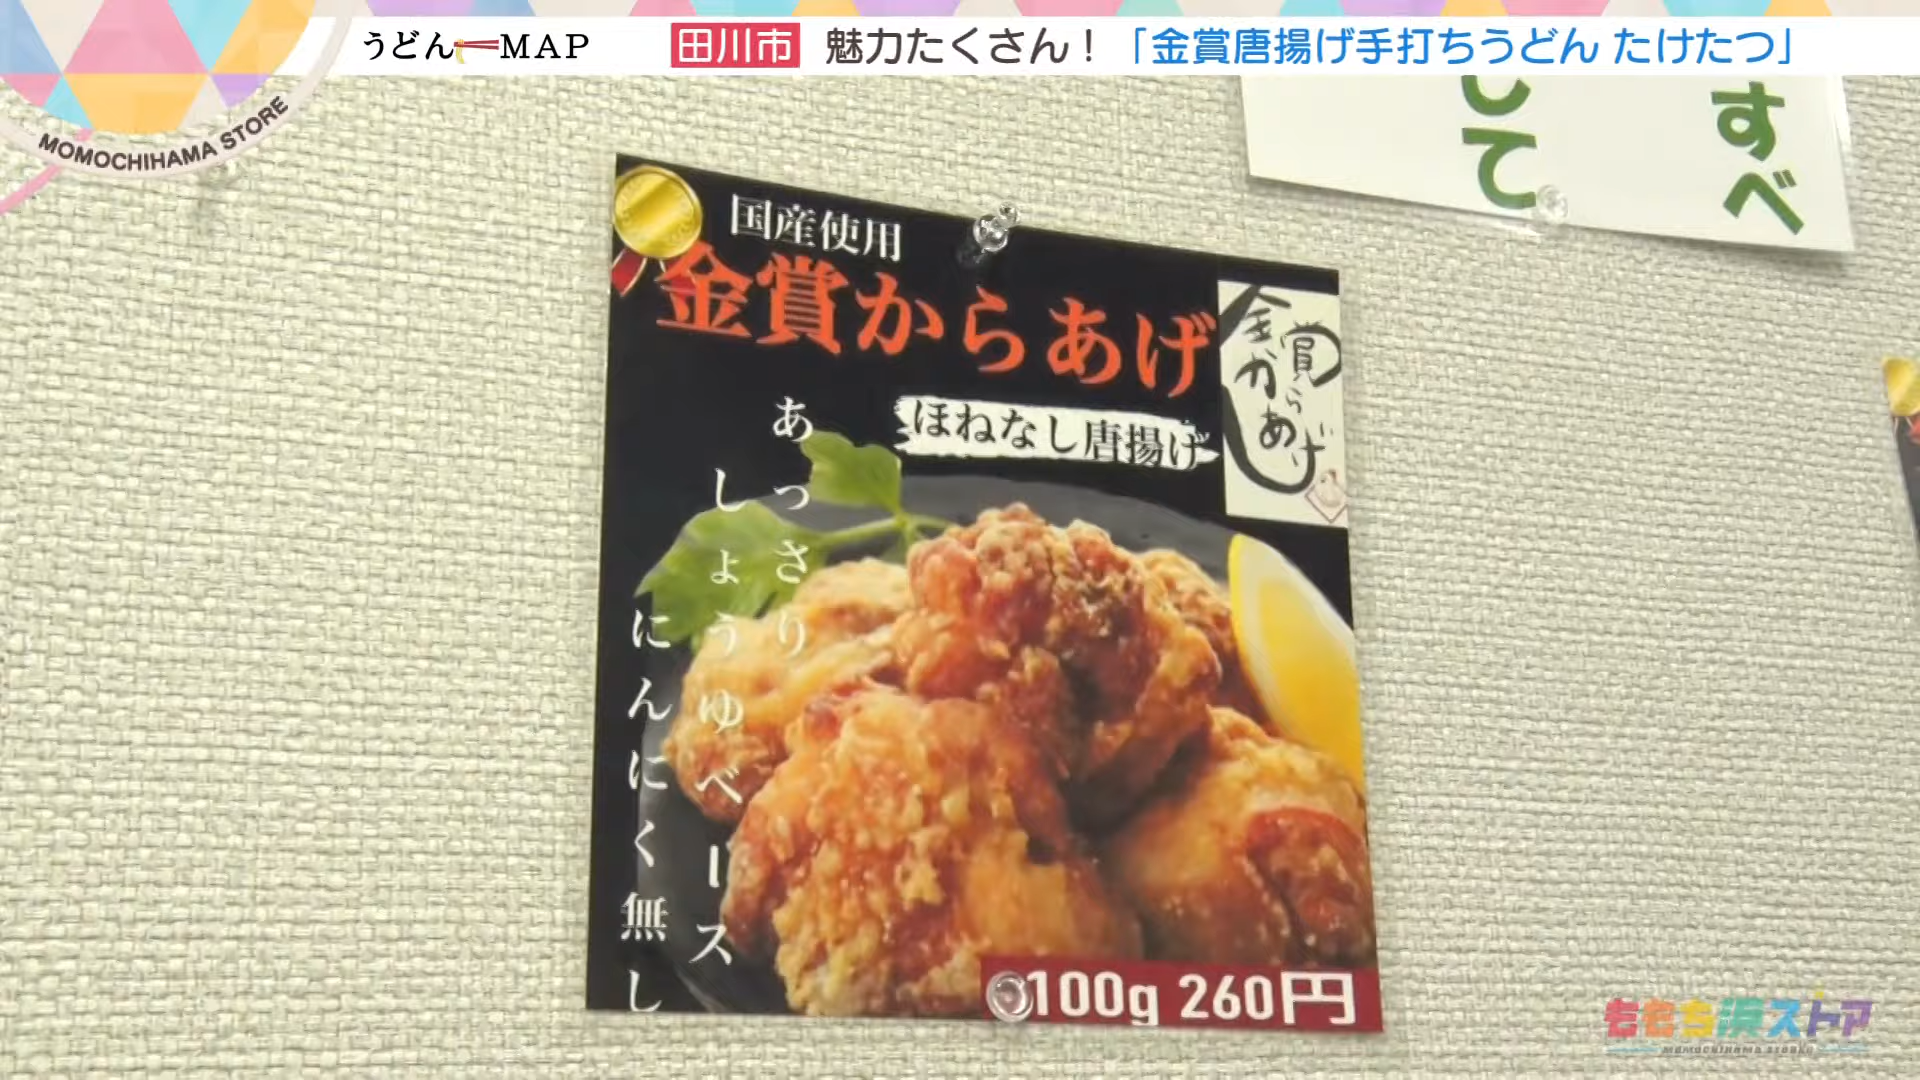 うどんMAP
田川市 魅力たくさん！「金賞唐揚げ手打ちうどん たけたつ」
MOMOCHIHAMA STORE
すべ
して
国産使用
金賞からあげ
金賞からあげ
ほねなし唐揚げ
あっさり
しょうゆベース
にんにく無し
100g 260円
ももち浜ストア